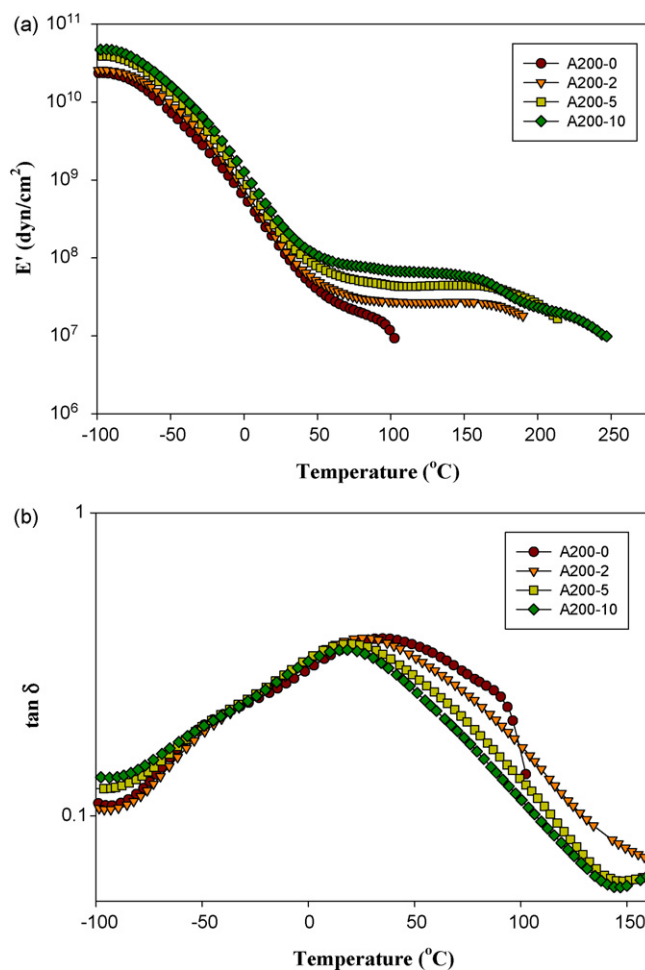 (a)
10¹¹
10¹⁰
10⁹
10⁸
10⁷
10⁶
E' (dyn/cm²)
A200-0
A200-2
A200-5
A200-10
-100 -50 0 50 100 150 200 250
Temperature (°C)
(b)
1
0.1
tan δ
A200-0
A200-2
A200-5
A200-10
-100 -50 0 50 100 150
Temperature (°C)